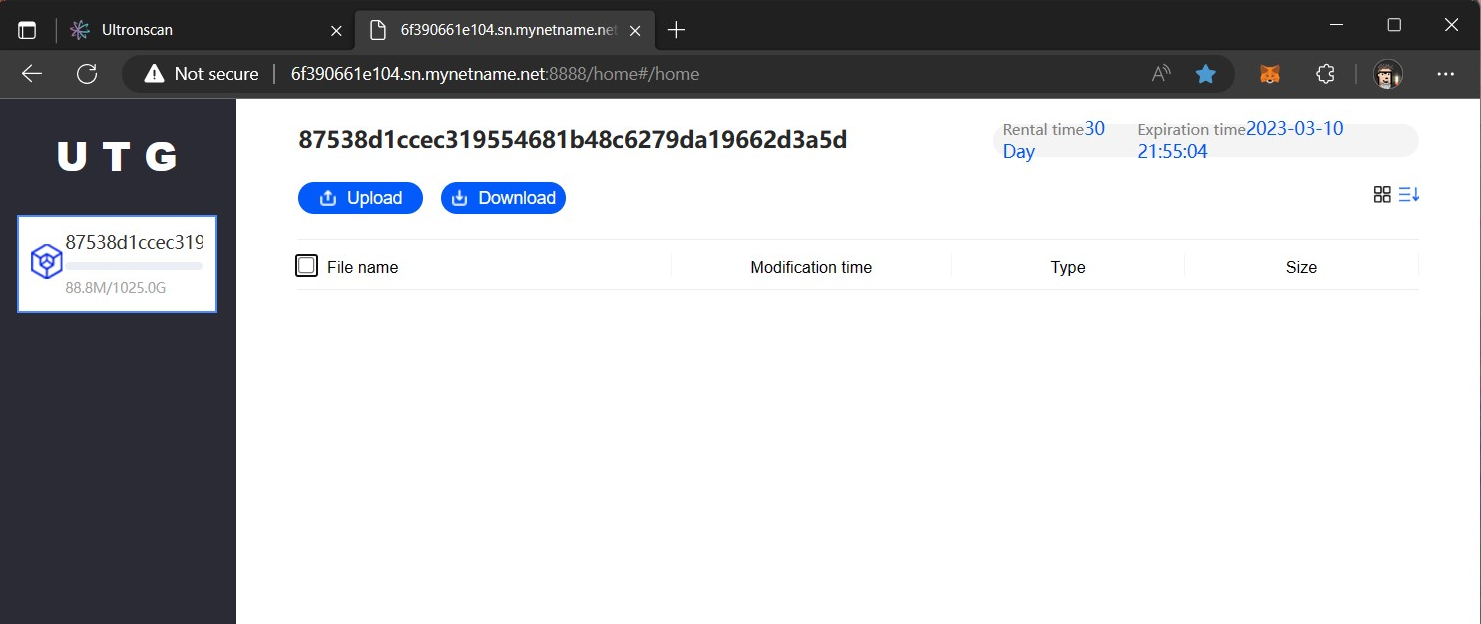 Ultronscan
6f390661e104.sn.mynetname.net
Not secure
6f390661e104.sn.mynetname.net:8888/home#/home
UTG
87538d1ccec319
88.8M/1025.0G
87538d1ccec319554681b48c6279da19662d3a5d
Rental time30 Day
Expiration time2023-03-10 21:55:04
Upload
Download
File name
Modification time
Type
Size